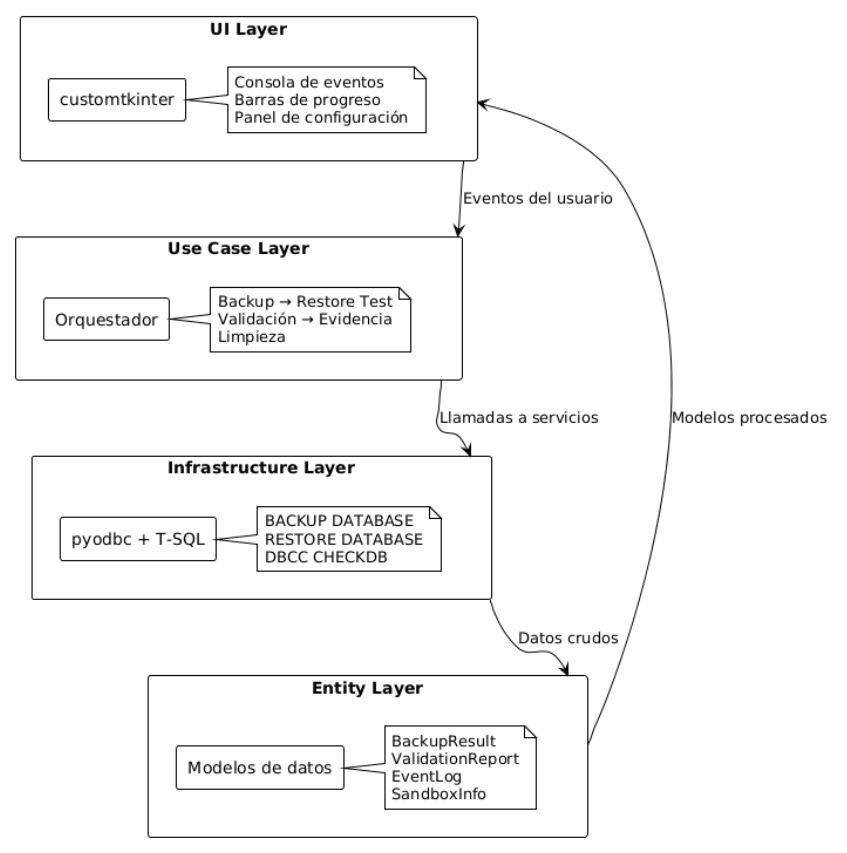 UI Layer
customtkinter
Consola de eventos
Barras de progreso
Panel de configuración
Eventos del usuario
Use Case Layer
Orquestador
Backup → Restore Test
Validación → Evidencia
Limpieza
Llamadas a servicios
Modelos procesados
Infrastructure Layer
pyodbc + T-SQL
BACKUP DATABASE
RESTORE DATABASE
DBCC CHECKDB
Datos crudos
Entity Layer
Modelos de datos
BackupResult
ValidationReport
EventLog
SandboxInfo